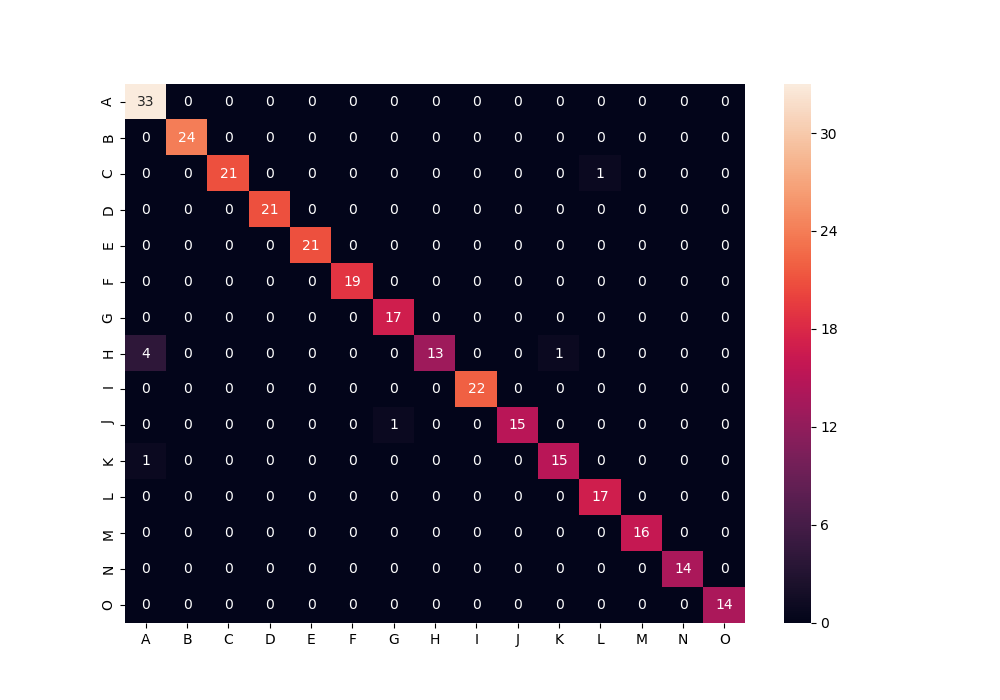 A 33 0 0 0 0 0 0 0 0 0 0 0 0 0 0
B 0 24 0 0 0 0 0 0 0 0 0 0 0 0 0
C 0 0 21 0 0 0 0 0 0 0 0 1 0 0 0
D 0 0 0 21 0 0 0 0 0 0 0 0 0 0 0
E 0 0 0 0 21 0 0 0 0 0 0 0 0 0 0
F 0 0 0 0 0 19 0 0 0 0 0 0 0 0 0
G 0 0 0 0 0 0 17 0 0 0 0 0 0 0 0
H 4 0 0 0 0 0 0 13 0 0 1 0 0 0 0
I 0 0 0 0 0 0 0 0 22 0 0 0 0 0 0
J 0 0 0 0 0 0 1 0 0 15 0 0 0 0 0
K 1 0 0 0 0 0 0 0 0 0 15 0 0 0 0
L 0 0 0 0 0 0 0 0 0 0 0 17 0 0 0
M 0 0 0 0 0 0 0 0 0 0 0 0 16 0 0
N 0 0 0 0 0 0 0 0 0 0 0 0 0 14 0
O 0 0 0 0 0 0 0 0 0 0 0 0 0 0 14
A B C D E F G H I J K L M N O
30
24
18
12
6
0